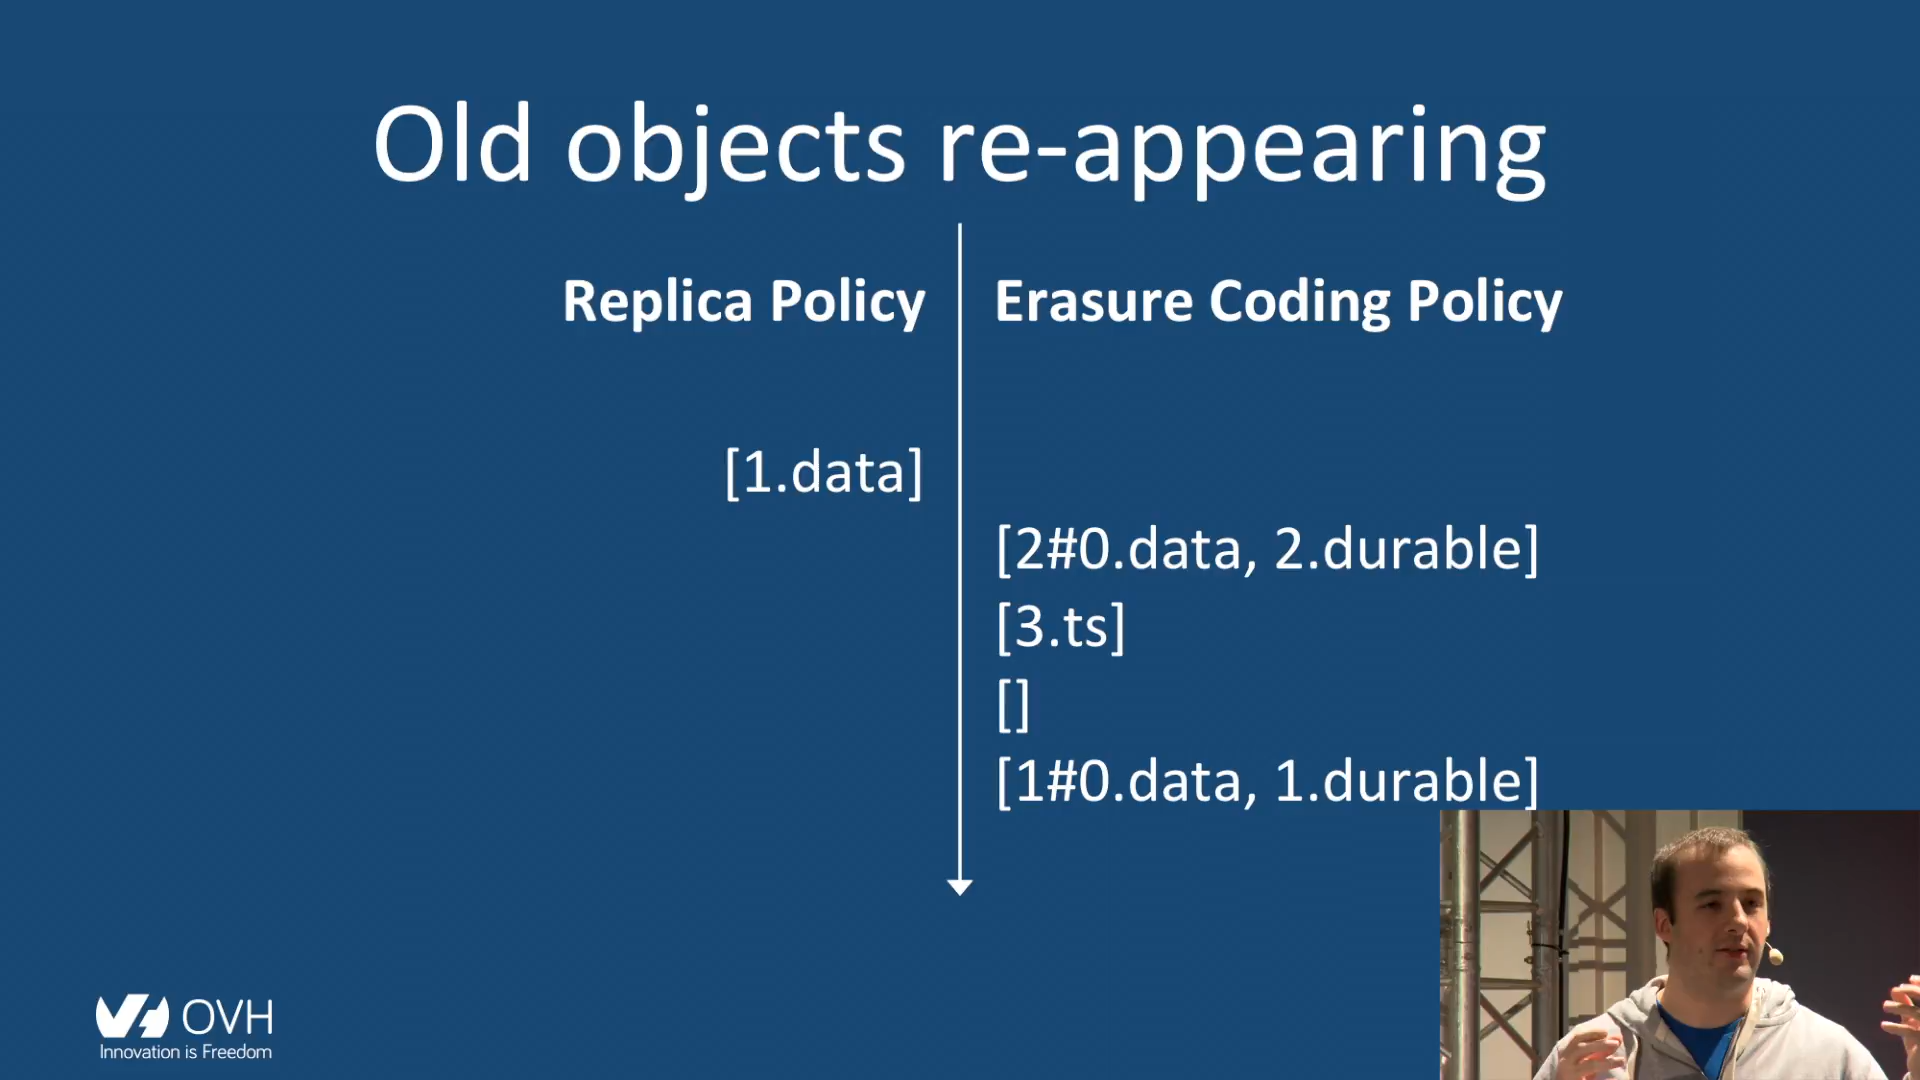 Old objects re-appearing
Replica Policy
Erasure Coding Policy
[1.data]
[2#0.data, 2.durable]
[3.ts]
[]
[1#0.data, 1.durable]
OVH
Innovation is Freedom